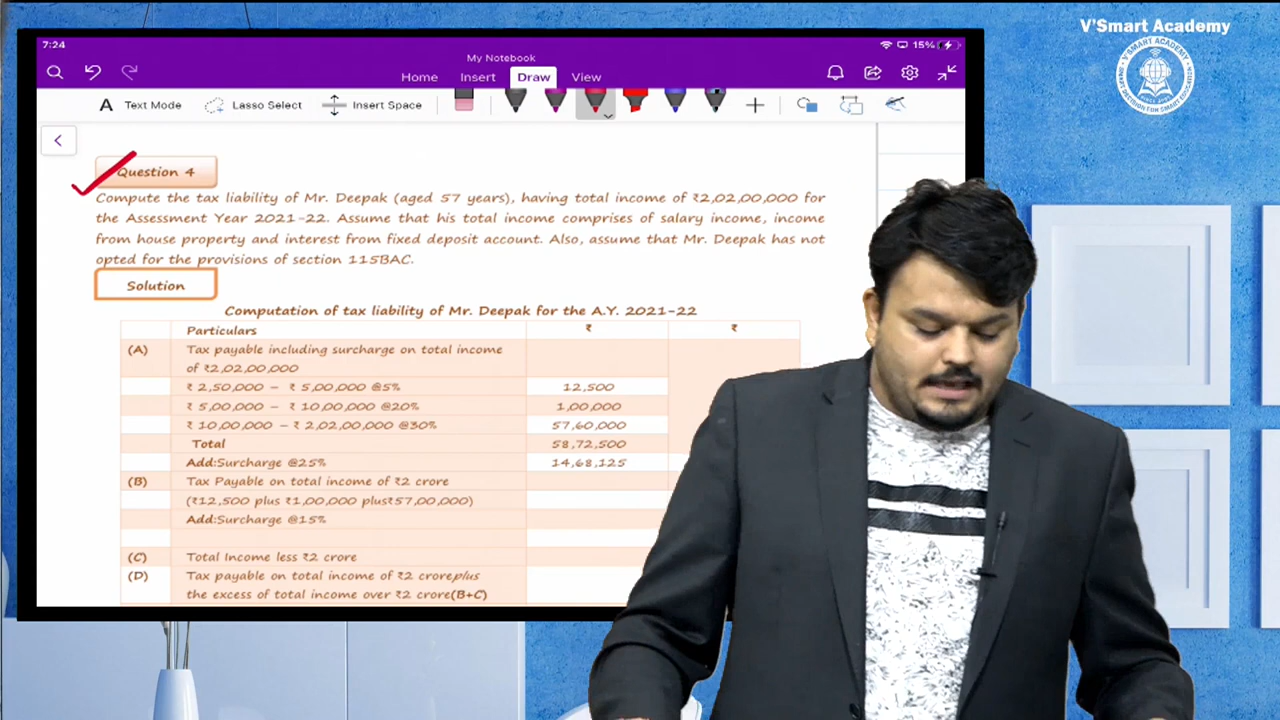 V'Smart Academy
7:24
15%
My Notebook
Home Insert Draw View
Text Mode Lasso Select Insert Space
Question 4
Compute the tax liability of Mr. Deepak (aged 57 years), having total income of ₹2,02,00,000 for
the Assessment Year 2021-22. Assume that his total income comprises of salary income, income
from house property and interest from fixed deposit account. Also, assume that Mr. Deepak has not
opted for the provisions of section 115BAC.
Solution
Computation of tax liability of Mr. Deepak for the A.Y. 2021-22
Particulars ₹ ₹
(A) Tax payable including surcharge on total income
of ₹2,02,00,000
₹ 2,50,000 – ₹ 5,00,000 @5% 12,500
₹ 5,00,000 – ₹ 10,00,000 @20% 1,00,000
₹ 10,00,000 – ₹ 2,02,00,000 @30% 57,60,000
Total 58,72,500
Add:Surcharge @25% 14,68,125
(B) Tax Payable on total income of ₹2 crore
(₹12,500 plus ₹1,00,000 plus₹57,00,000)
Add:Surcharge @15%
(C) Total Income less ₹2 crore
(D) Tax payable on total income of ₹2 croreplus
the excess of total income over ₹2 crore(B+C)